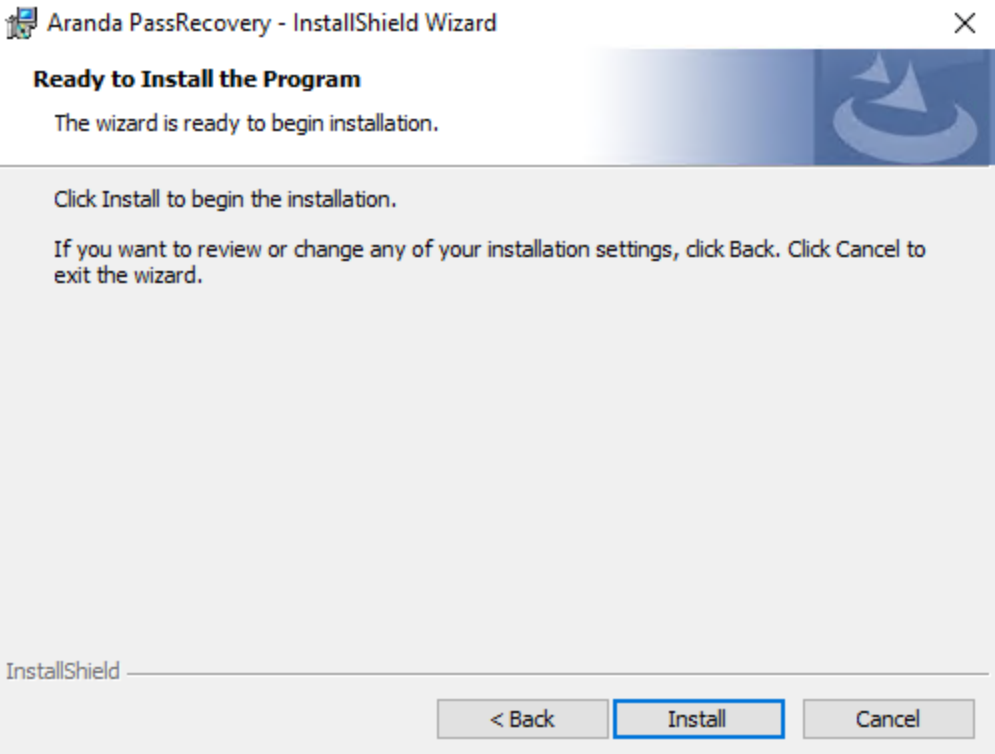 Aranda PassRecovery - InstallShield Wizard
Ready to Install the Program
The wizard is ready to begin installation.
Click Install to begin the installation.
If you want to review or change any of your installation settings, click Back. Click Cancel to
exit the wizard.
InstallShield
< Back
Install
Cancel